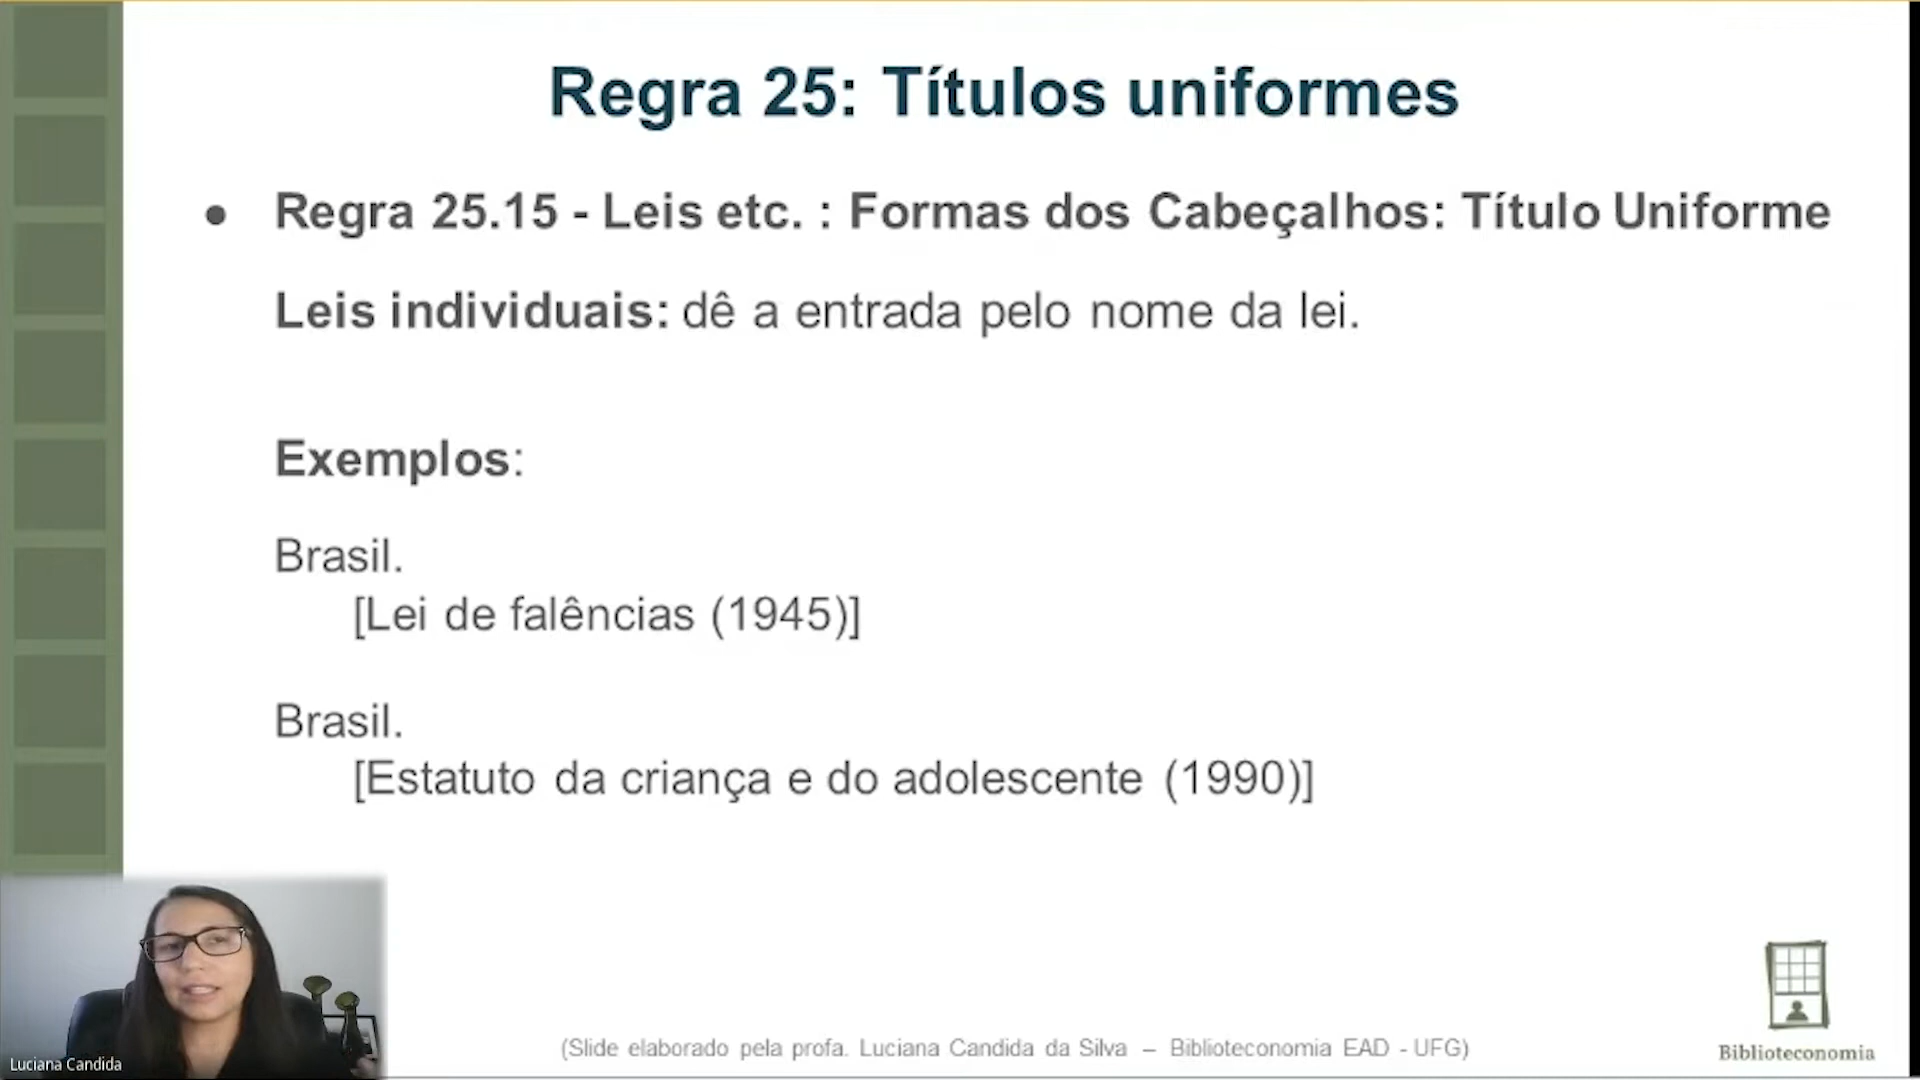 Regra 25: Títulos uniformes
● Regra 25.15 - Leis etc. : Formas dos Cabeçalhos: Título Uniforme
Leis individuais: dê a entrada pelo nome da lei.
Exemplos:
Brasil.
[Lei de falências (1945)]
Brasil.
[Estatuto da criança e do adolescente (1990)]
Luciana Candida
(Slide elaborado pela profa. Luciana Candida da Silva – Biblioteconomia EAD - UFG)
Biblioteconomia